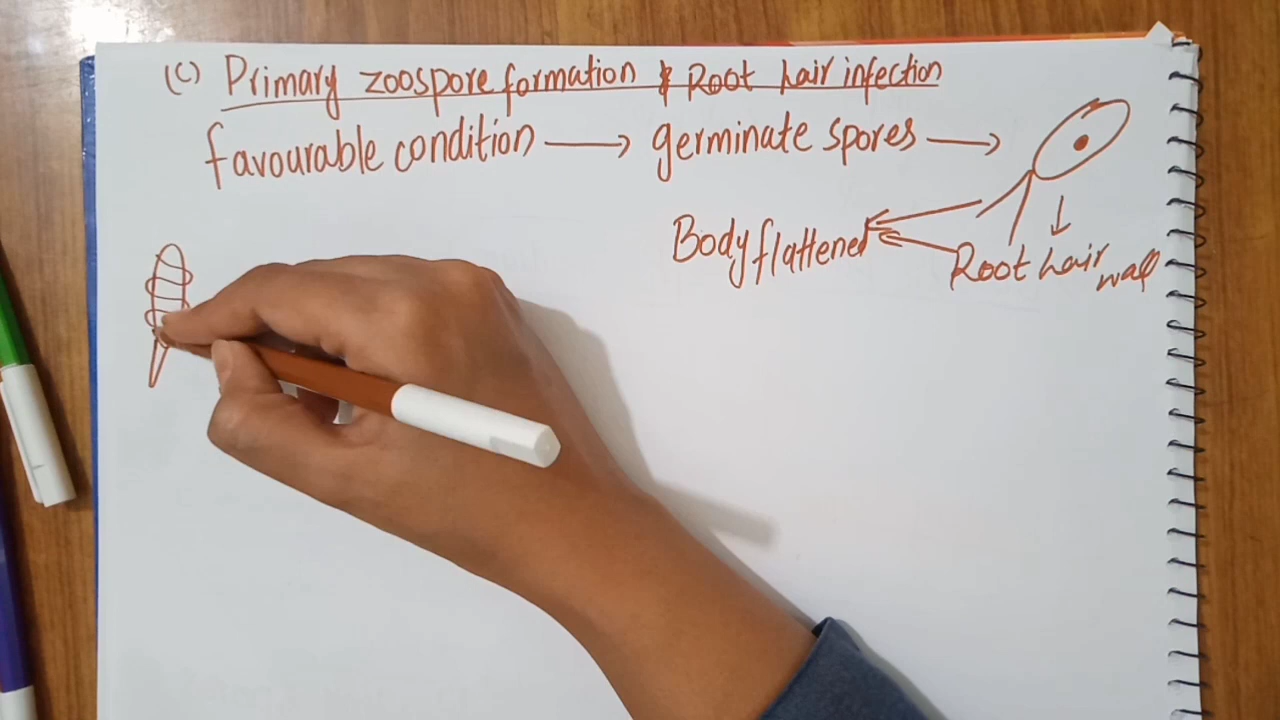 (C) Primary zoospore formation & Root hair infection
favourable condition → germinate spores →
Body flattened
Root hair wall